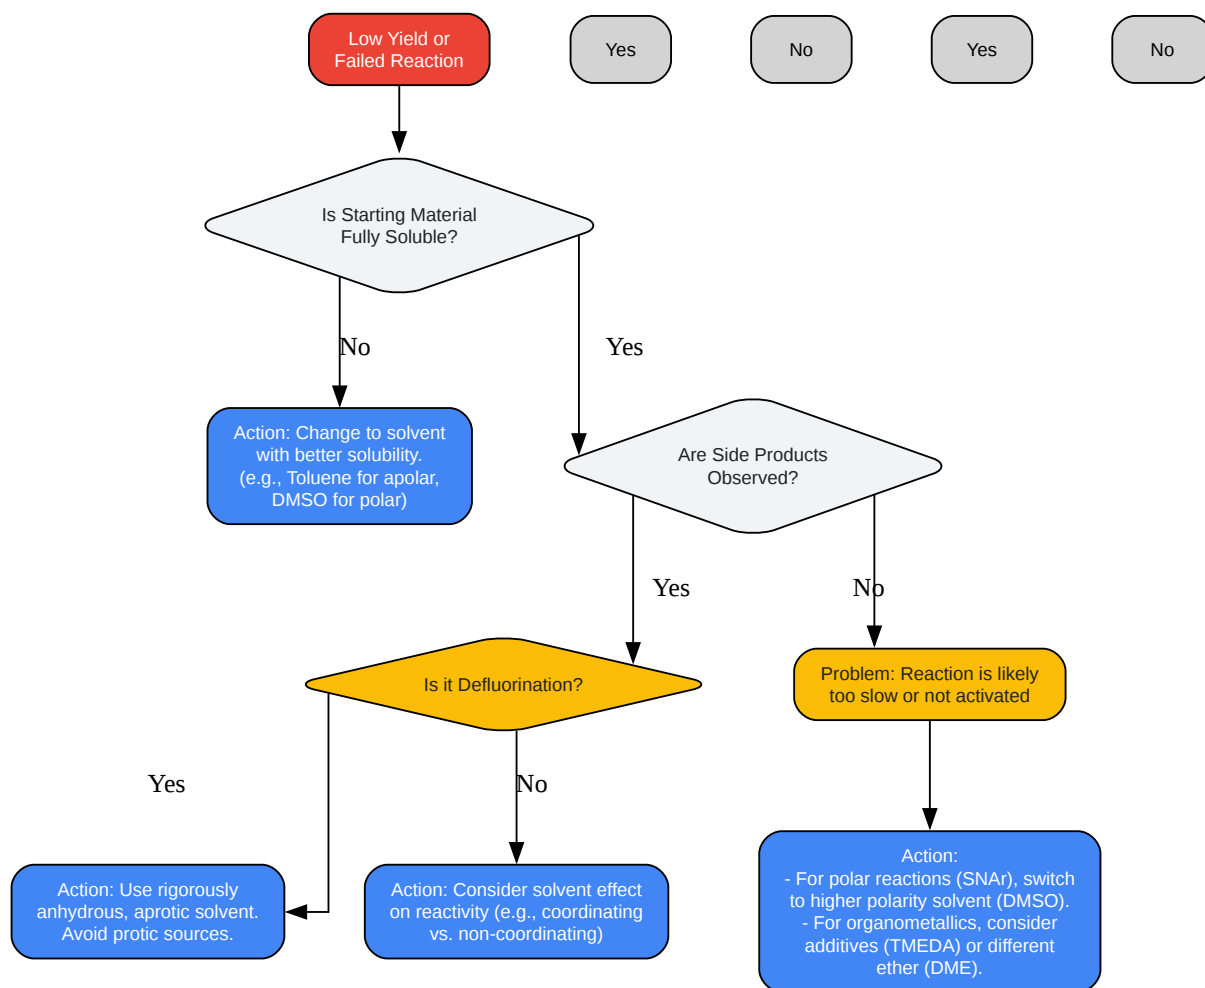 Low Yield or
Failed Reaction
Yes
No
Yes
No
Is Starting Material
Fully Soluble?
No
Yes
Action: Change to solvent
with better solubility.
(e.g., Toluene for apolar,
DMSO for polar)
Are Side Products
Observed?
Yes
No
Is it Defluorination?
Problem: Reaction is likely
too slow or not activated
Yes
No
Action: Use rigorously
anhydrous, aprotic solvent.
Avoid protic sources.
Action: Consider solvent effect
on reactivity (e.g., coordinating
vs. non-coordinating)
Action:
- For polar reactions (SNAr), switch
to higher polarity solvent (DMSO).
- For organometallics, consider
additives (TMEDA) or different
ether (DME).